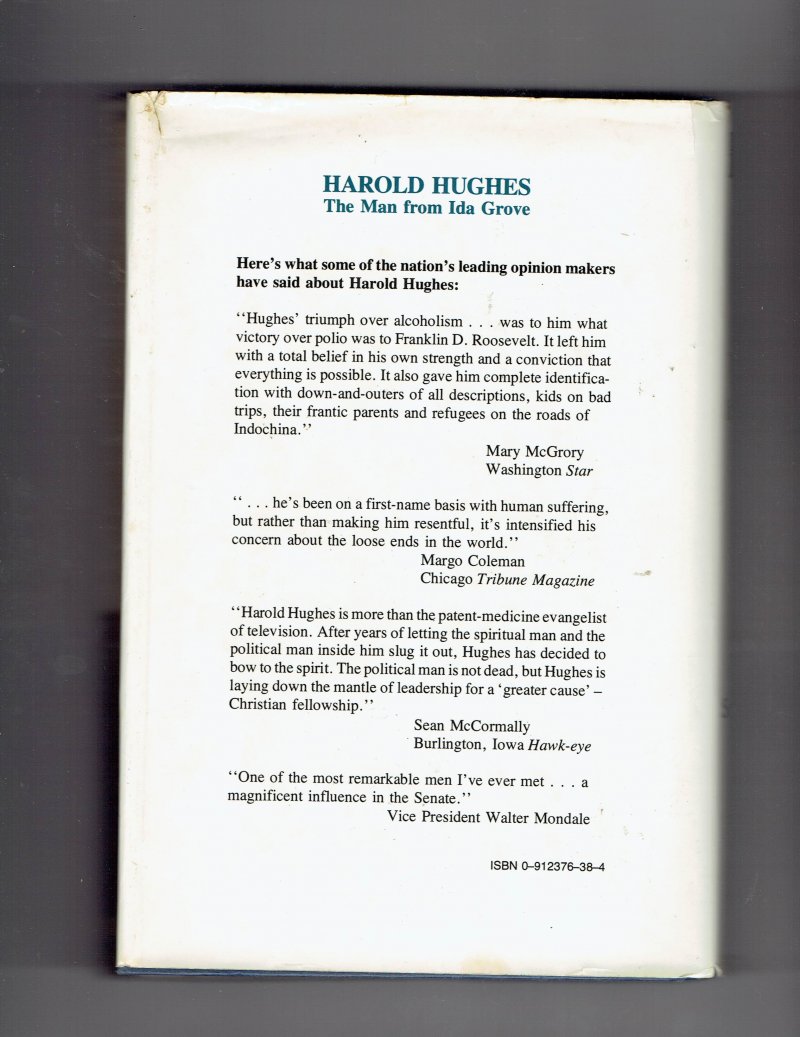 HAROLD HUGHES
The Man from Ida Grove
Here's what some of the nation's leading opinion makers
have said about Harold Hughes:
‘‘Hughes' triumph over alcoholism . . . was to him what
victory over polio was to Franklin D. Roosevelt. It left him
with a total belief in his own strength and a conviction that
everything is possible. It also gave him complete identifica-
tion with down-and-outers of all descriptions, kids on bad
trips, their frantic parents and refugees on the roads of
Indochina.’’
Mary McGrory
Washington Star
‘‘ . . . he's been on a first-name basis with human suffering,
but rather than making him resentful, it's intensified his
concern about the loose ends in the world.’’
Margo Coleman
Chicago Tribune Magazine
‘‘Harold Hughes is more than the patent-medicine evangelist
of television. After years of letting the spiritual man and the
political man inside him slug it out, Hughes has decided to
bow to the spirit. The political man is not dead, but Hughes is
laying down the mantle of leadership for a ‘greater cause’ –
Christian fellowship.’’
Sean McCormally
Burlington, Iowa Hawk-eye
‘‘One of the most remarkable men I've ever met . . . a
magnificent influence in the Senate.’’
Vice President Walter Mondale
ISBN 0–912376–38–4